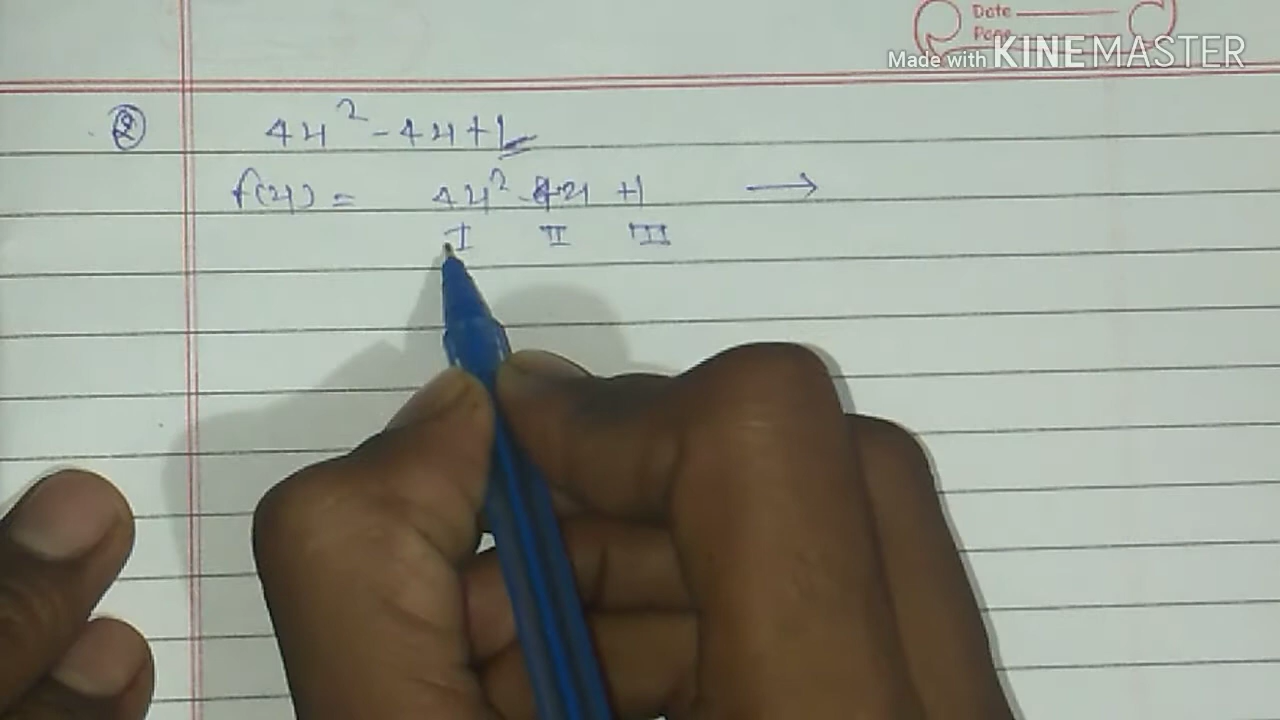 Date
Page
Made with KINEMASTER
② 4x² - 4x + 1
f(x) = 4x² - 4x + 1 →
I II III